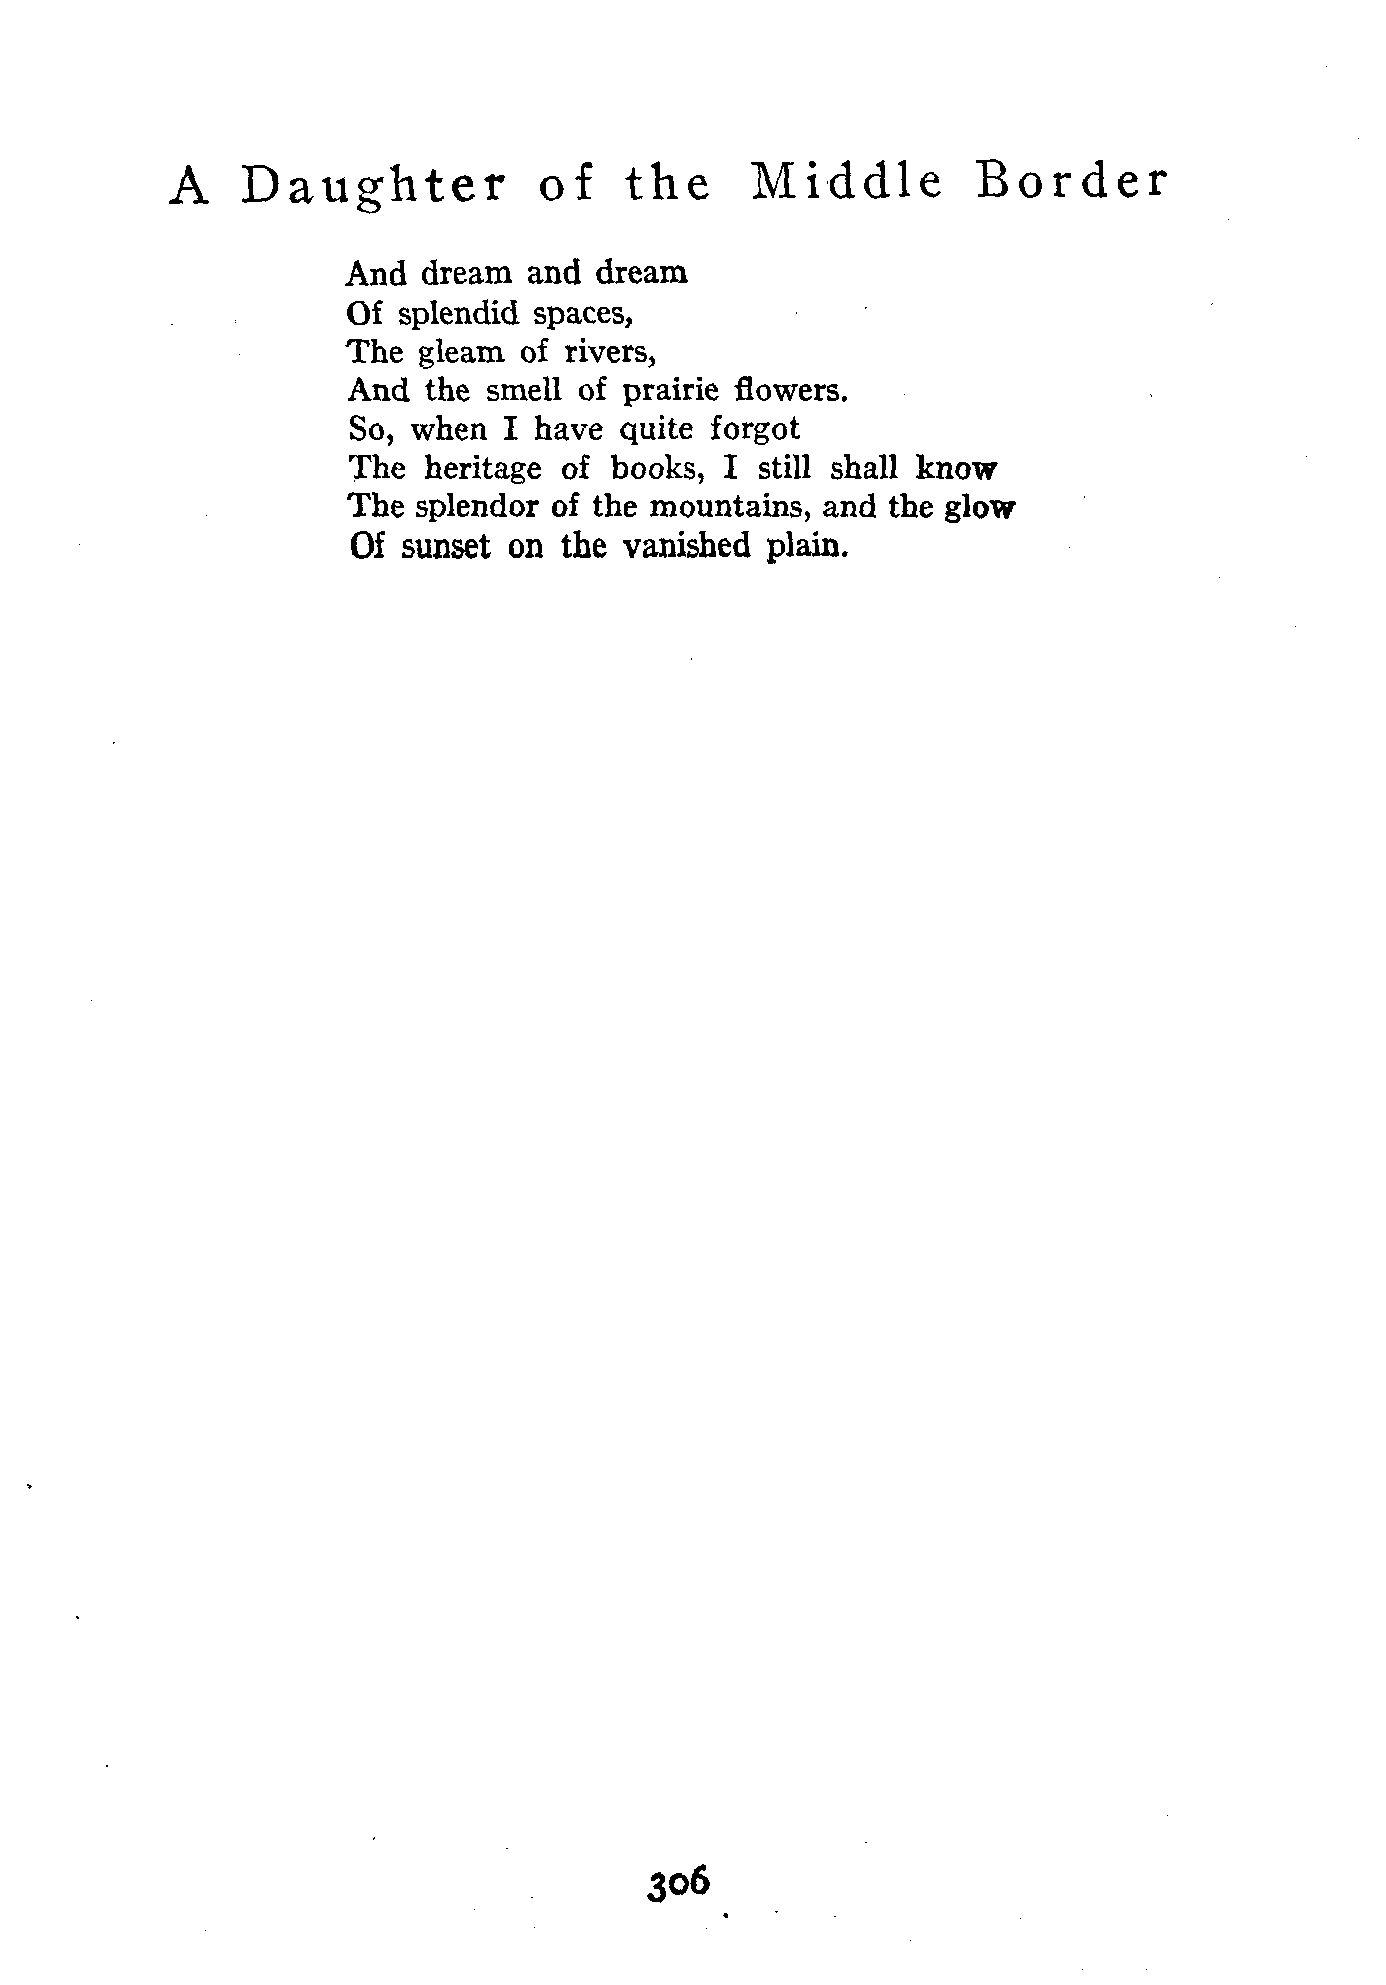 A Daughter of the Middle Border
And dream and dream
Of splendid spaces,
The gleam of rivers,
And the smell of prairie flowers.
So, when I have quite forgot
The heritage of books, I still shall know
The splendor of the mountains, and the glow
Of sunset on the vanished plain.
306